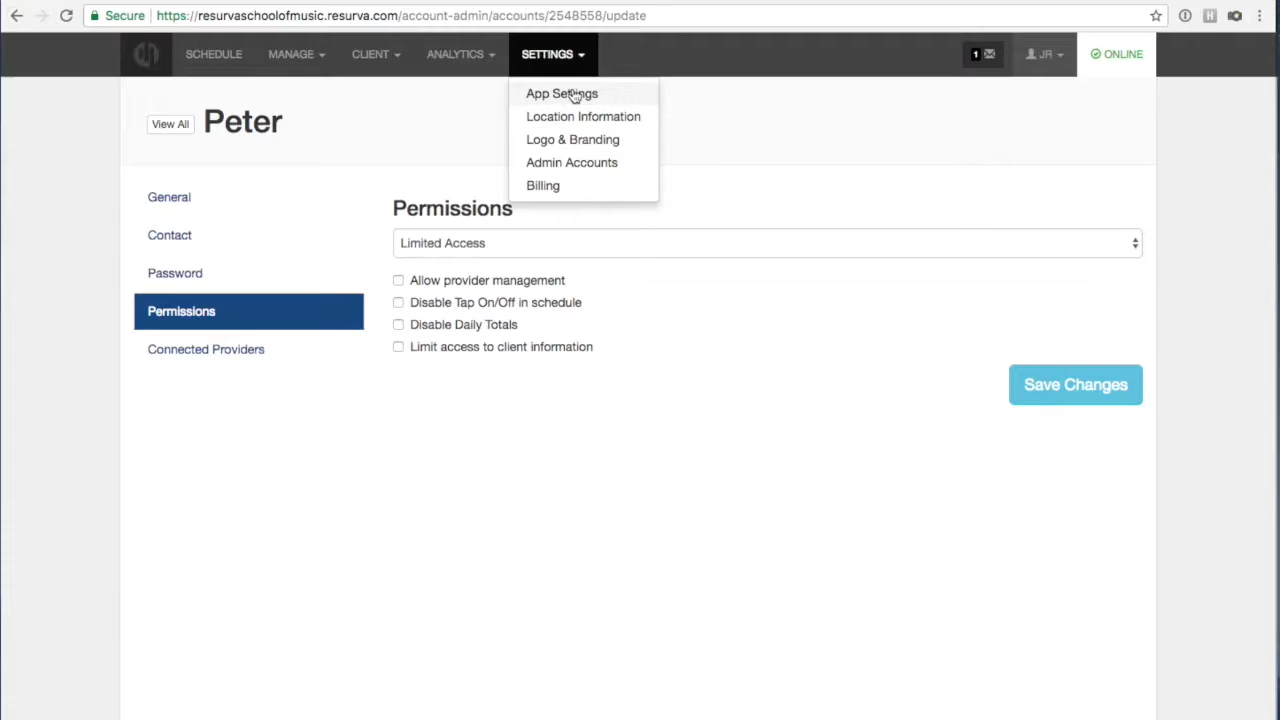 Secure https://resurvaschoolofmusic.resurva.com/account-admin/accounts/2548558/update
SCHEDULE MANAGE CLIENT ANALYTICS SETTINGS 1 JR ONLINE
App Settings
Location Information
Logo & Branding
Admin Accounts
Billing
View All Peter
General
Contact
Password
Permissions
Connected Providers
Permissions
Limited Access
Allow provider management
Disable Tap On/Off in schedule
Disable Daily Totals
Limit access to client information
Save Changes